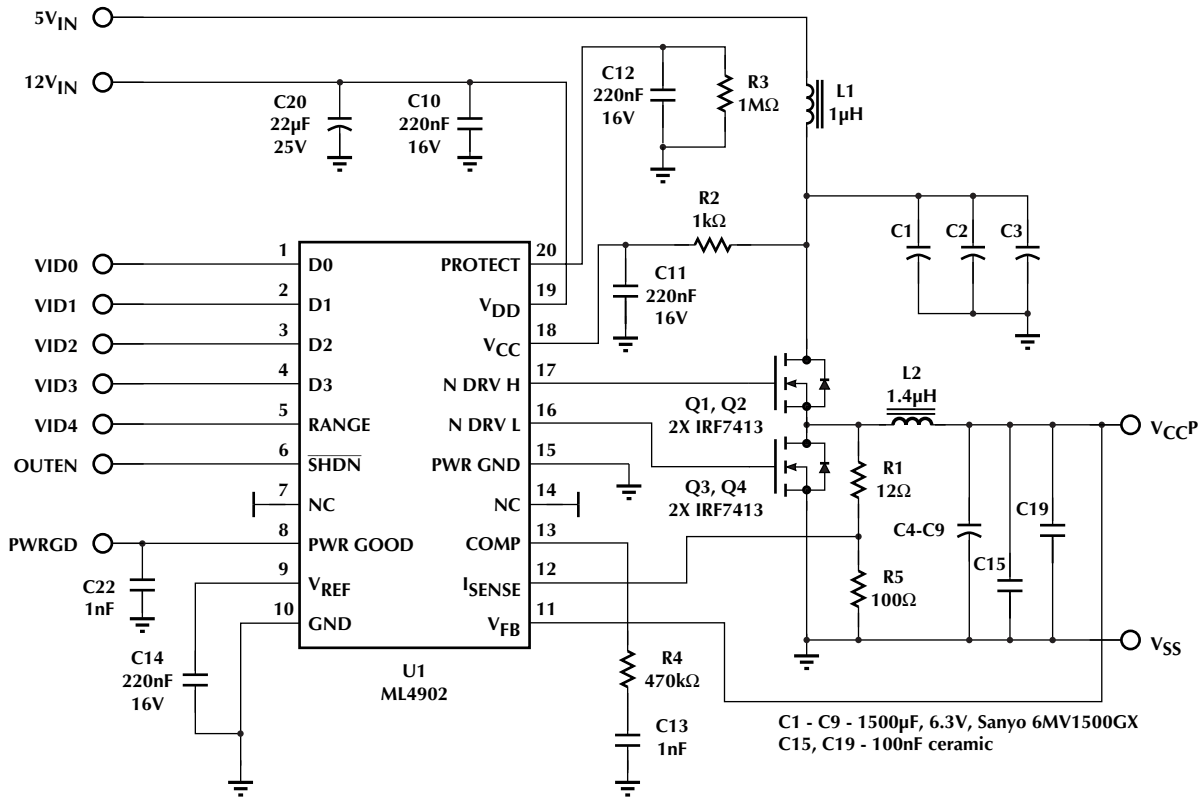 5VIN
12VIN
C20
22µF
25V
C10
220nF
16V
C12
220nF
16V
R3
1MΩ
L1
1µH
R2
1kΩ
C11
220nF
16V
C1
C2
C3
VID0
VID1
VID2
VID3
VID4
OUTEN
PWRGD
1
2
3
4
5
6
7
8
9
10
D0
D1
D2
D3
RANGE
SHDN
NC
PWR GOOD
VREF
GND
PROTECT
VDD
VCC
N DRV H
N DRV L
PWR GND
NC
COMP
ISENSE
VFB
20
19
18
17
16
15
14
13
12
11
U1
ML4902
C22
1nF
C14
220nF
16V
Q1, Q2
2X IRF7413
Q3, Q4
2X IRF7413
L2
1.4µH
R1
12Ω
R5
100Ω
C4-C9
C15
C19
VCCP
VSS
R4
470kΩ
C13
1nF
C1 - C9 - 1500µF, 6.3V, Sanyo 6MV1500GX
C15, C19 - 100nF ceramic